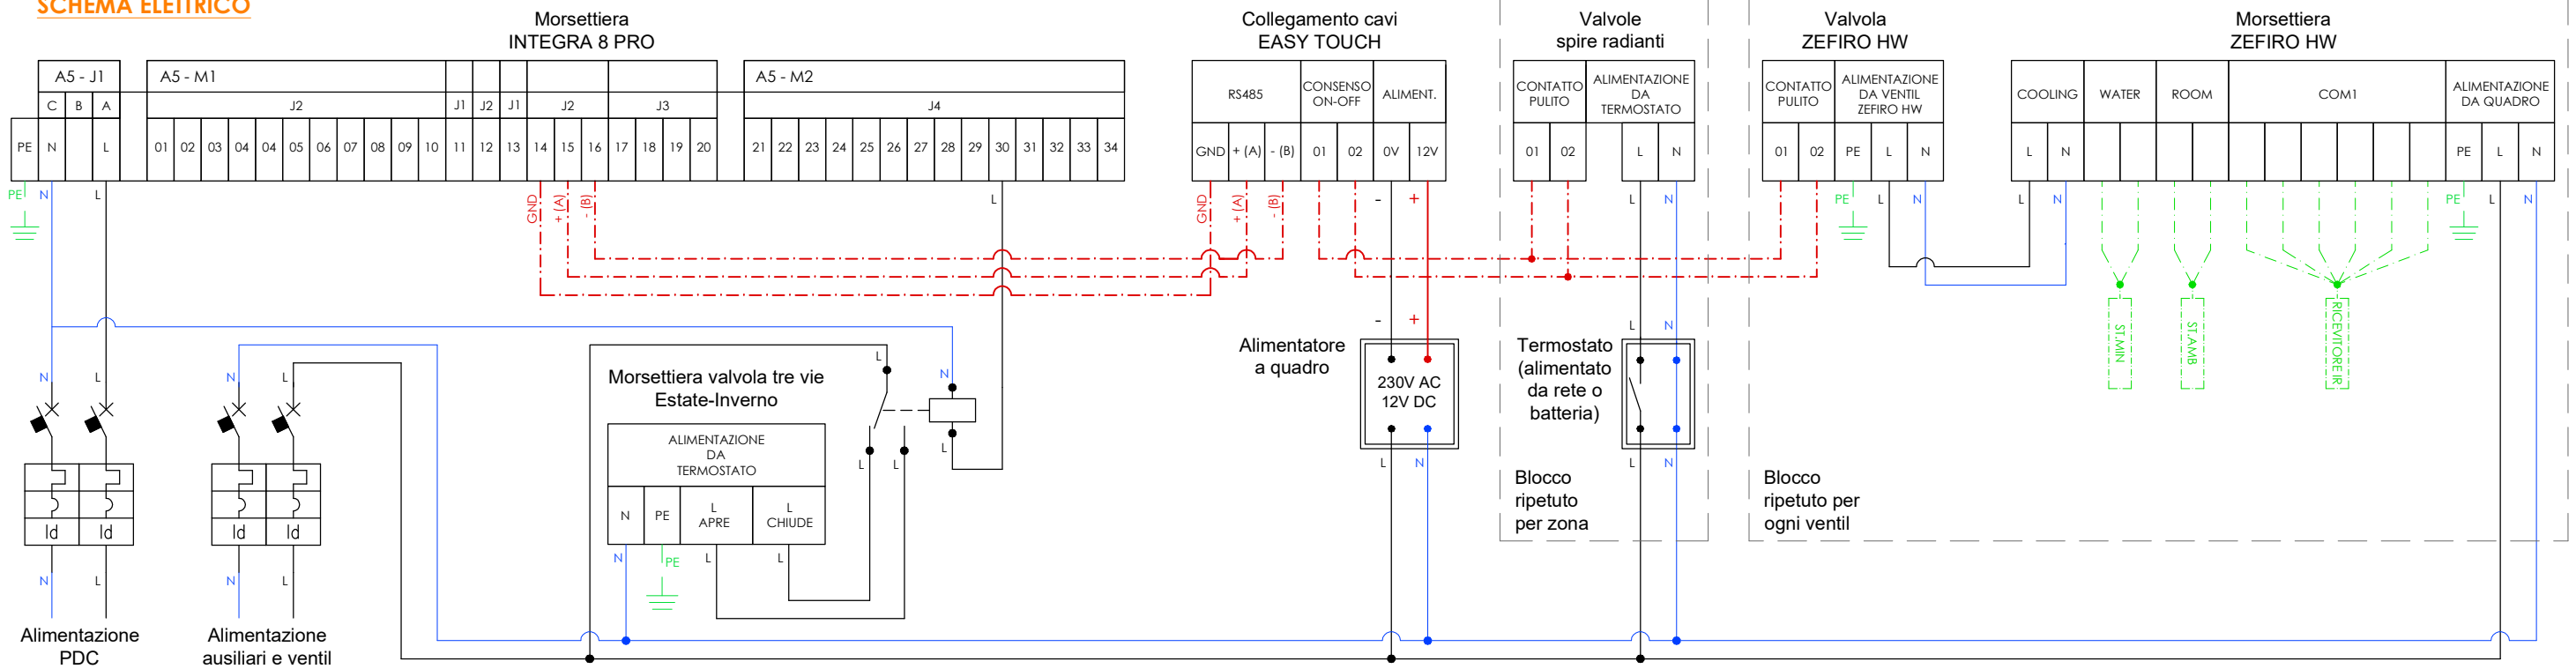 SCHEMA ELETTRICO
Morsettiera
INTEGRA 8 PRO
Collegamento cavi
EASY TOUCH
Valvole
spire radianti
Valvola
ZEFIRO HW
Morsettiera
ZEFIRO HW
A5 - J1
A5 - M1
A5 - M2
C B A
J2 J1 J2 J1 J2 J3
J4
PE N L
01 02 03 04 04 05 06 07 08 09 10 11 12 13 14 15 16 17 18 19 20
21 22 23 24 25 26 27 28 29 30 31 32 33 34
RS485
CONSENSO
ON-OFF
ALIMENT.
GND + (A) - (B) 01 02 0V 12V
CONTATTO
PULITO
ALIMENTAZIONE
DA
TERMOSTATO
01 02 L N
CONTATTO
PULITO
ALIMENTAZIONE
DA VENTIL
ZEFIRO HW
01 02 PE L N
COOLING
WATER
ROOM
COM1
ALIMENTAZIONE
DA QUADRO
L N PE L N
PE N L
GND + (A) - (B)
L
GND + (A) - (B)
- +
L N
PE L N
L N
PE L N
- +
L N
ST.MIN
ST.AMB
RICEVITORE IR
N L
N L
Morsettiera valvola tre vie
Estate-Inverno
ALIMENTAZIONE
DA
TERMOSTATO
N PE
L
APRE
L
CHIUDE
N PE L L
L
N
L
L L
Alimentatore
a quadro
230V AC
12V DC
L N
Termostato
(alimentato
da rete o
batteria)
L N
Blocco
ripetuto
per zona
Blocco
ripetuto per
ogni ventil
Id Id
Id Id
N L
N L
Alimentazione
PDC
Alimentazione
ausiliari e ventil